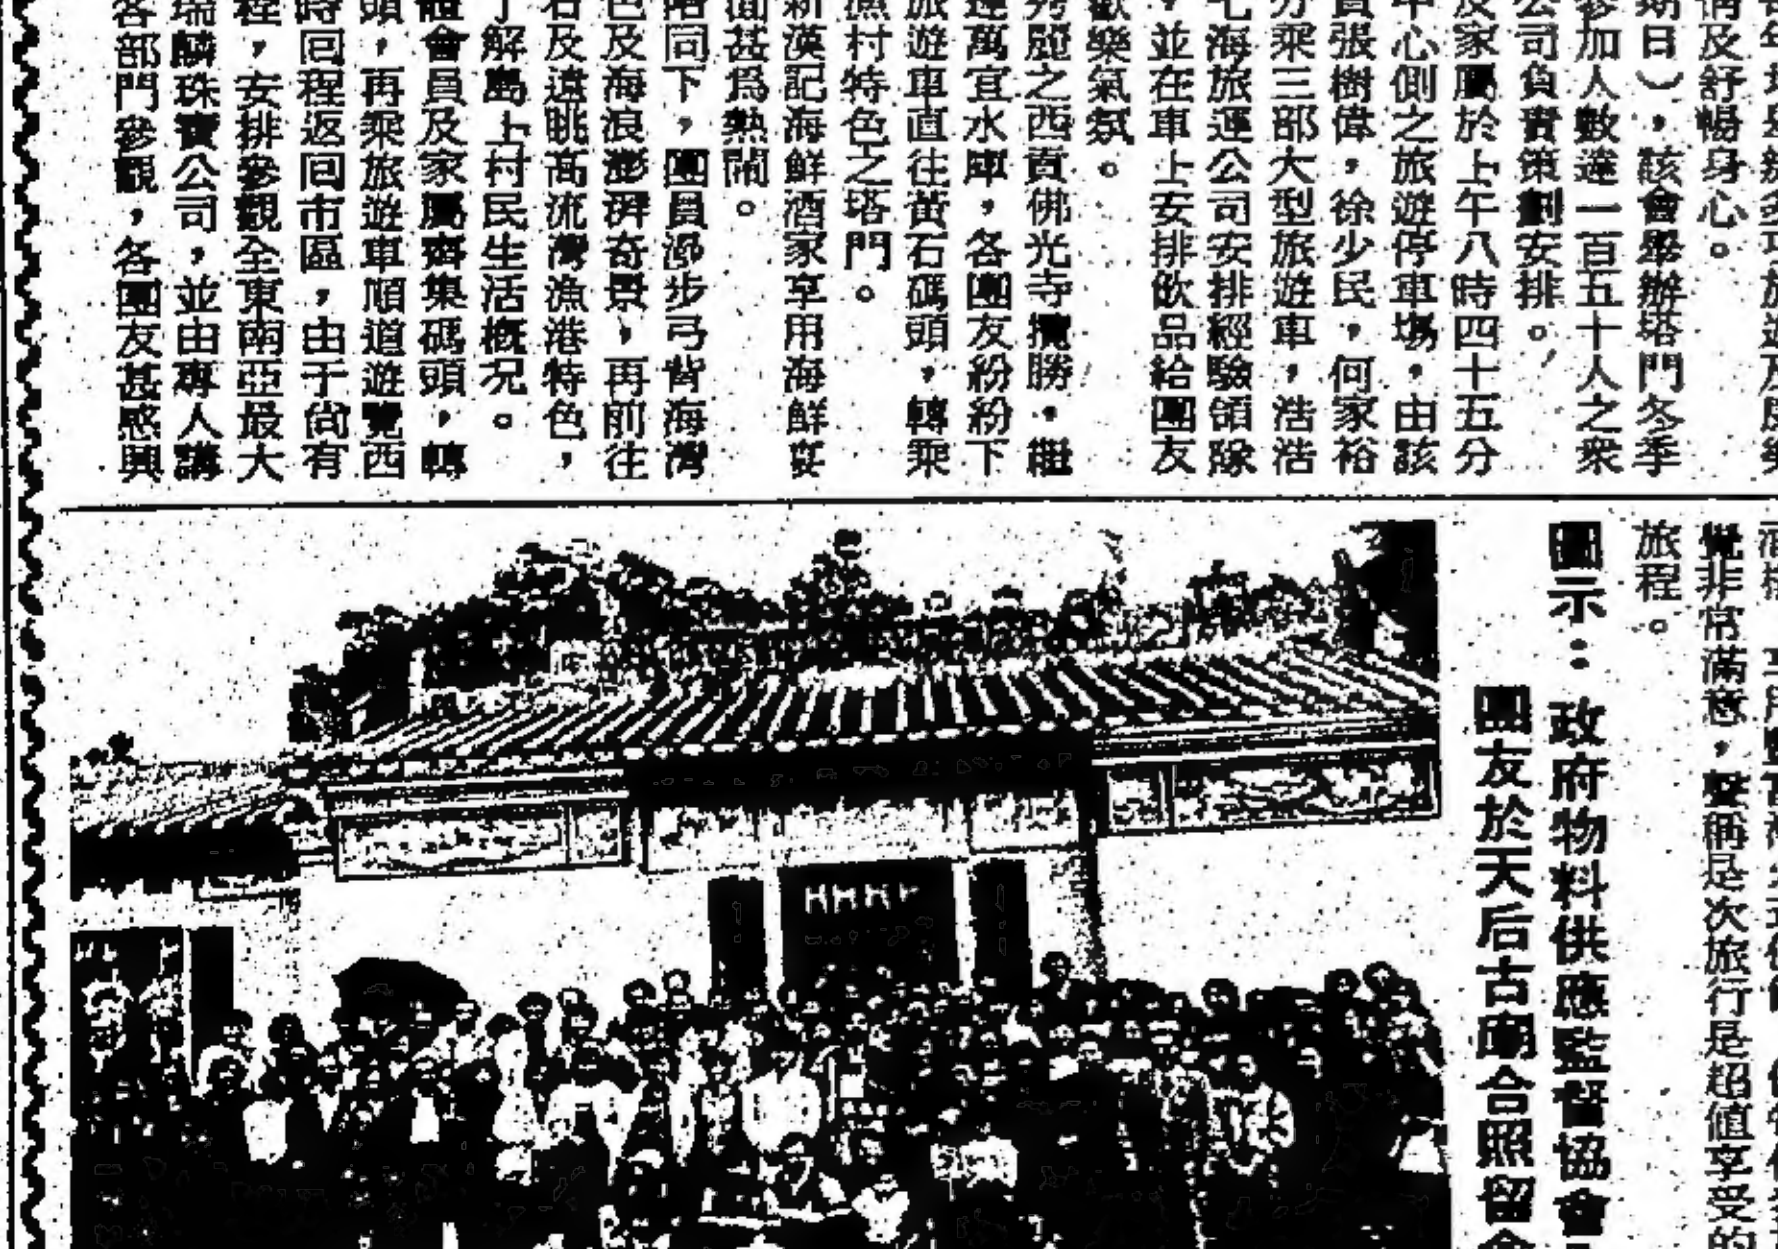 情及舒暢身心。
期日），該會舉辦塔門冬季
參加人數達一百五十人之衆
公司負責策劃安排。
及家屬於上午八時四十五分
中心側之旅遊停車塲，由該
員張樹偉，徐少民，何家裕
分乘三部大型旅遊車，浩浩
七海旅運公司安排經驗領隊
，並在車上安排飲品給團友
歡樂氣氛。
秀麗之西貢佛光寺攬勝，繼
達萬宜水庫，各團友紛紛下
旅遊車直往黃石碼頭，轉乘
漁村特色之塔門。
新漢記海鮮酒家享用海鮮宴
面甚爲熱鬧。
陪同下，團員漫步弓背海灣
色及海浪澎湃奇景，再前往
石及遠眺高流灣漁港特色，
了解島上村民生活概況。
體會員及家屬齊集碼頭，轉
頭，再乘旅遊車順道遊覽西
時回程返回市區，由于尙有
程，安排參觀全東南亞最大
瑞麟珠寶公司，並由專人講
各部門參觀，各團友甚感興
覺非常滿意，聲稱是次旅行是超値享受的
旅程。
圖示：政府物料供應監督協會
團友於天后古廟合照留念